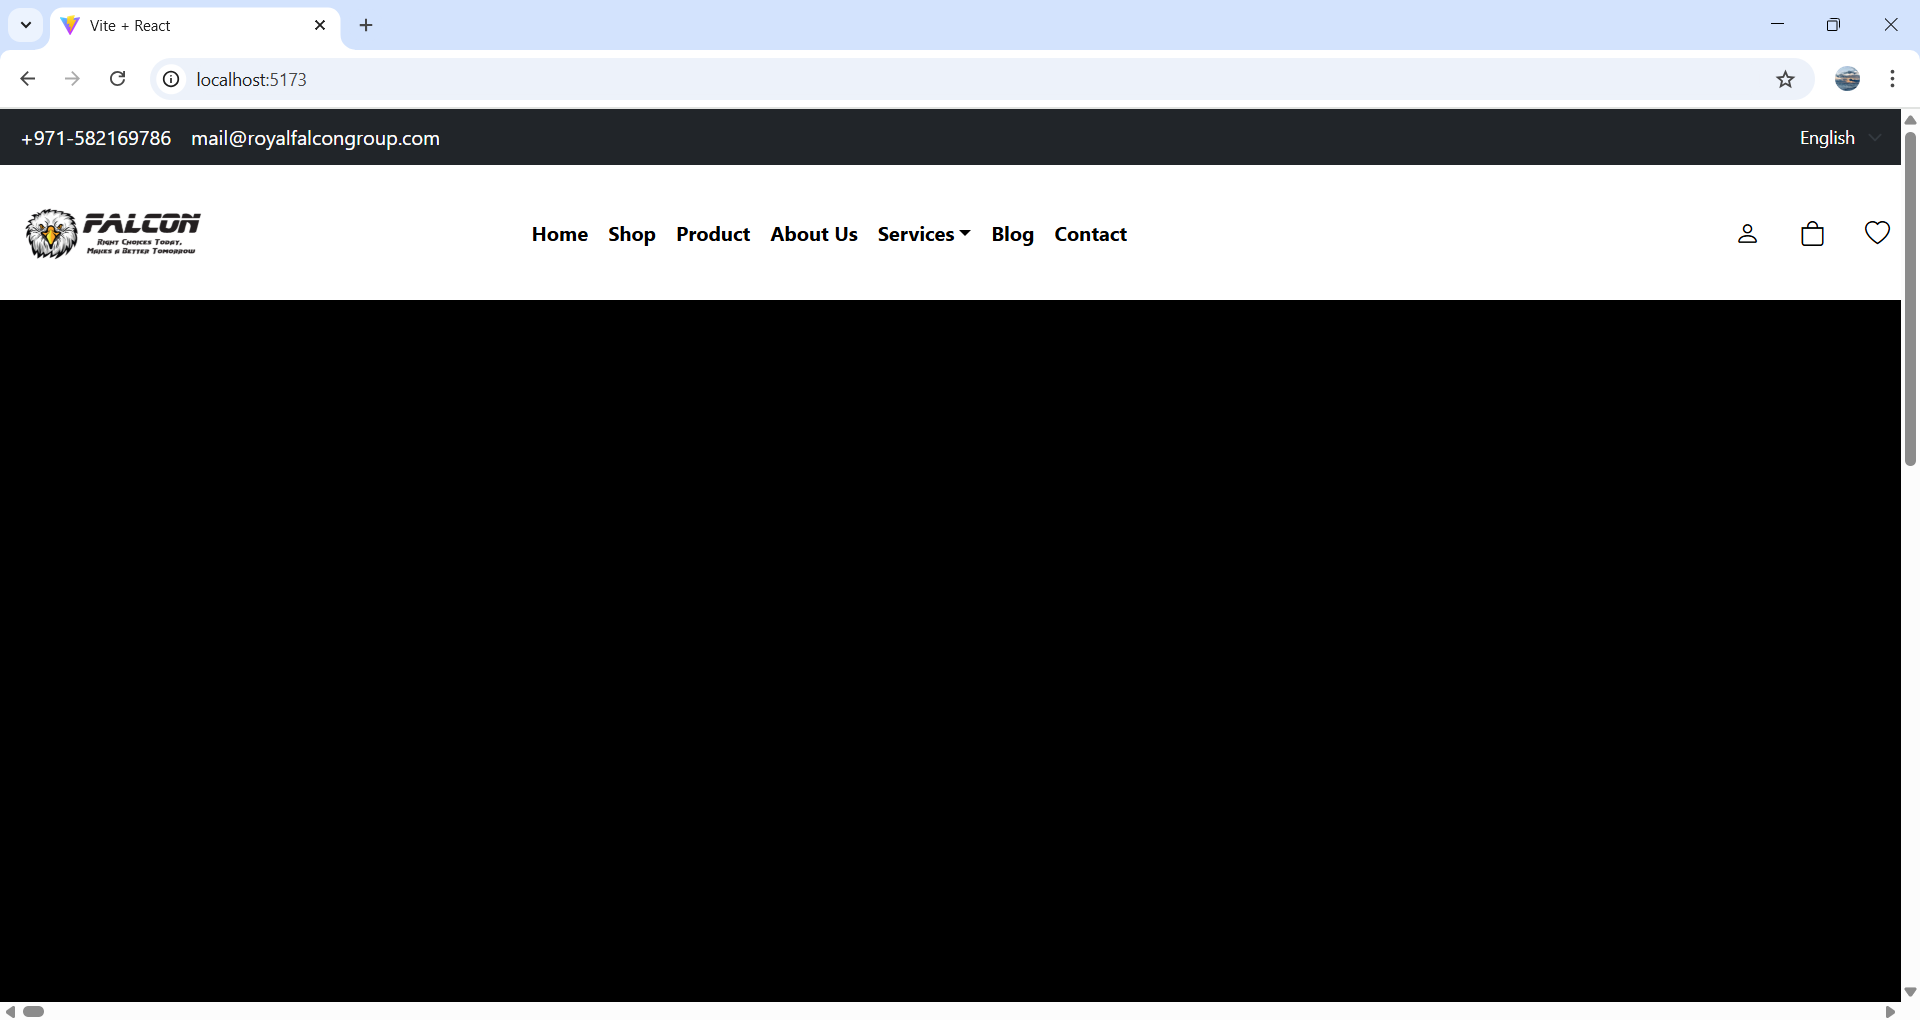 Vite + React
localhost:5173
+971-582169786 mail@royalfalcongroup.com English
FALCON
Right Choices Today,
Makes a Better Tomorrow
Home Shop Product About Us Services Blog Contact